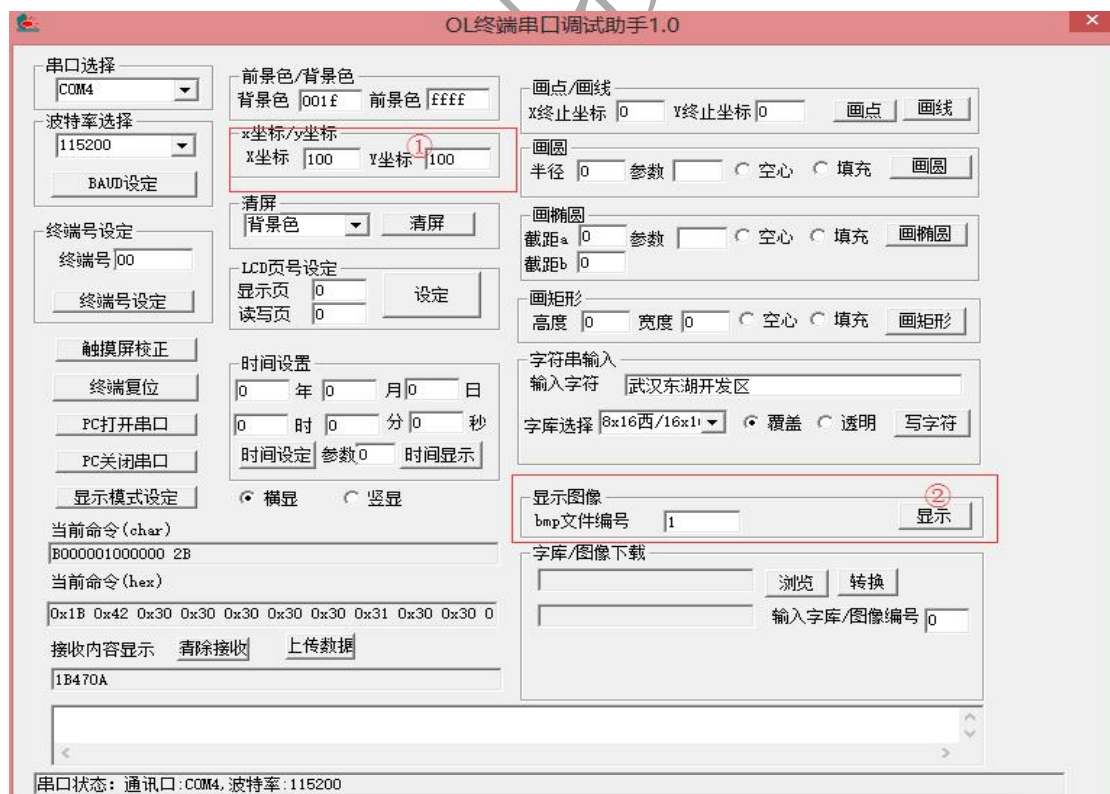 OL终端串口调试助手1.0
串口选择
COM4
波特率选择
115200
BAUD设定
终端号设定
终端号 00
终端号设定
触摸屏校正
终端复位
PC打开串口
PC关闭串口
显示模式设定
前景色/背景色
背景色 001f 前景色 ffff
x坐标/y坐标
①
X坐标 100 Y坐标 100
清屏
背景色 清屏
LCD页号设定
显示页 0
读写页 0
设定
时间设置
0 年 0 月 0 日
0 时 0 分 0 秒
时间设定 参数 0 时间显示
横显 竖显
当前命令(char)
B000001000000 2B
当前命令(hex)
0x1B 0x42 0x30 0x30 0x30 0x30 0x30 0x31 0x30 0x30 0
接收内容显示 清除接收 上传数据
1B470A
画点/画线
X终止坐标 0 Y终止坐标 0 画点 画线
画圆
半径 0 参数 空心 填充 画圆
画椭圆
截距a 0 参数 空心 填充 画椭圆
截距b 0
画矩形
高度 0 宽度 0 空心 填充 画矩形
字符串输入
输入字符 武汉东湖开发区
字库选择 8x16西/16x1 覆盖 透明 写字符
显示图像
②
bmp文件编号 1 显示
字库/图像下载
浏览 转换
输入字库/图像编号 0
串口状态: 通讯口:COM4,波特率:115200